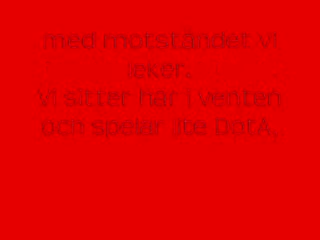 med motståndet vi
leker.
Vi sitter här i venten
och spelar lite DotA,